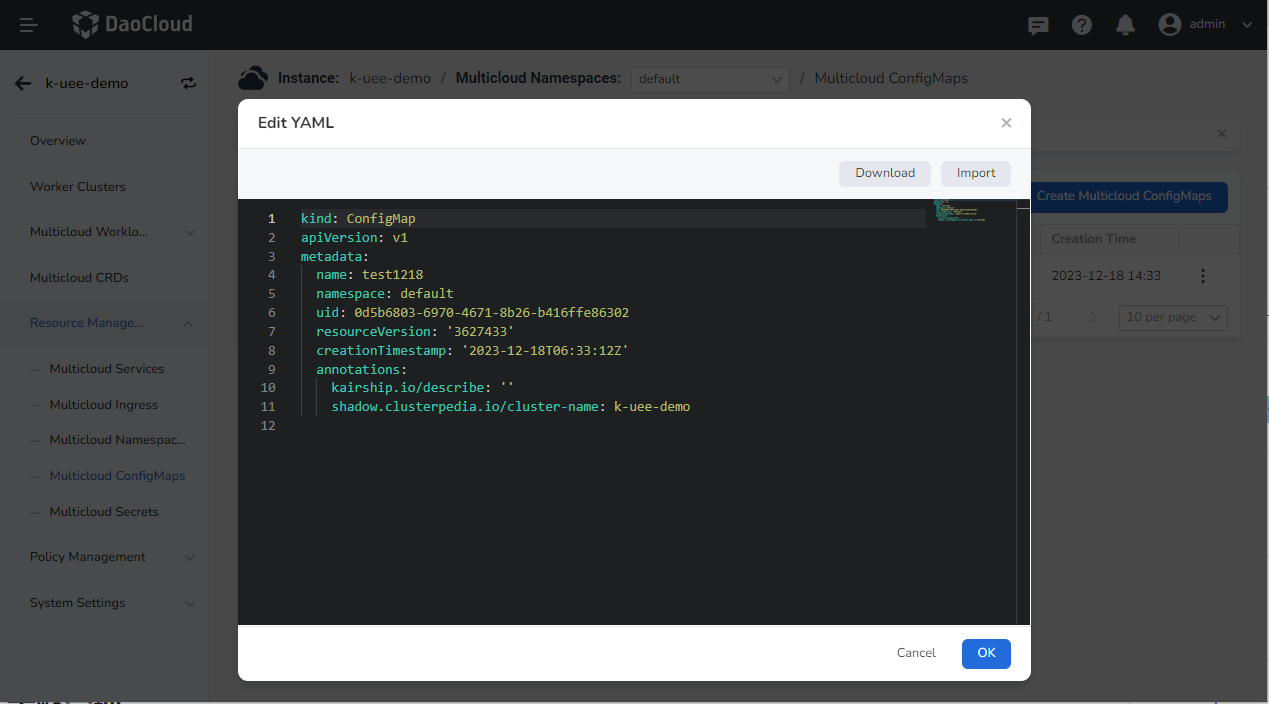 DaoCloud
admin
k-uee-demo
Instance: k-uee-demo / Multicloud Namespaces: default / Multicloud ConfigMaps
Overview
Worker Clusters
Multicloud Worklo...
Multicloud CRDs
Resource Manage...
Multicloud Services
Multicloud Ingress
Multicloud Namespac...
Multicloud ConfigMaps
Multicloud Secrets
Policy Management
System Settings
Edit YAML
Download Import
1 kind: ConfigMap
2 apiVersion: v1
3 metadata:
4 name: test1218
5 namespace: default
6 uid: 0d5b6803-6970-4671-8b26-b416ffe86302
7 resourceVersion: '3627433'
8 creationTimestamp: '2023-12-18T06:33:12Z'
9 annotations:
10 kairship.io/describe: ''
11 shadow.clusterpedia.io/cluster-name: k-uee-demo
12
Cancel OK
Create Multicloud ConfigMaps
Creation Time
2023-12-18 14:33
/ 1 10 per page